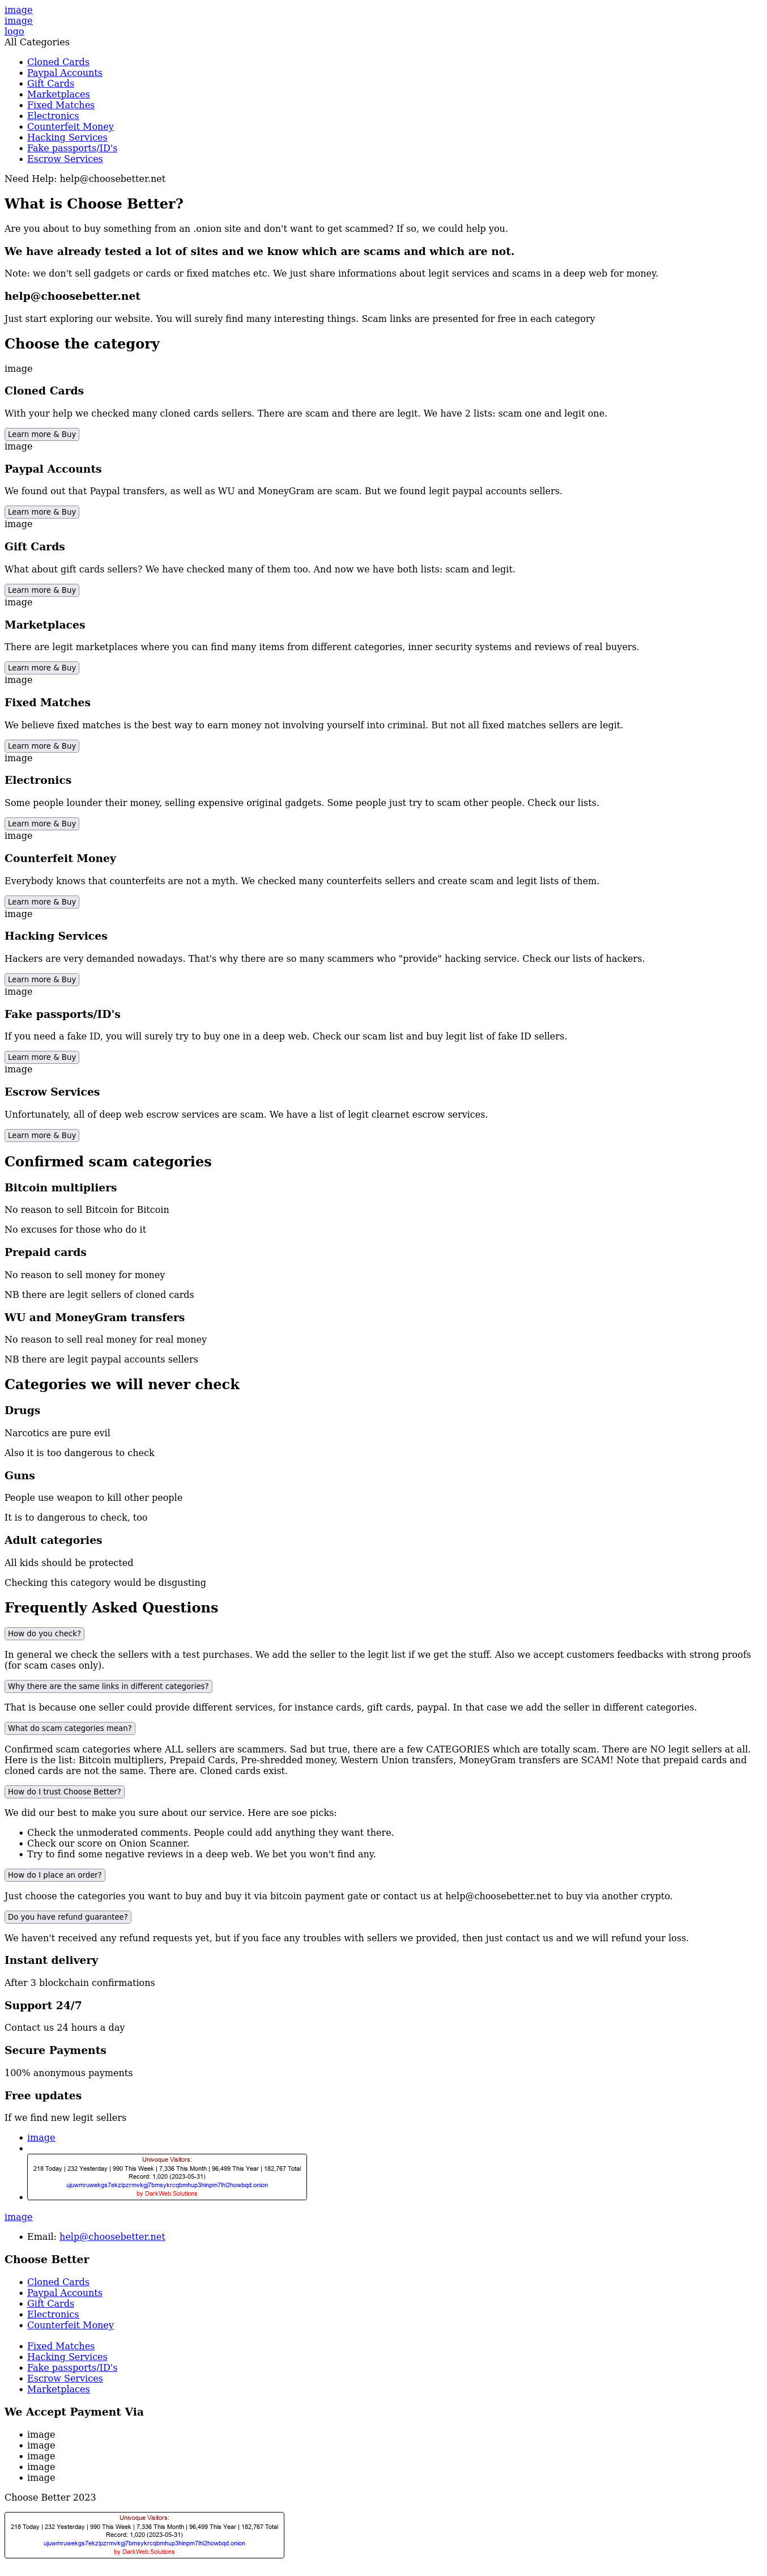 image
image
logo
All Categories
Cloned Cards
Paypal Accounts
Gift Cards
Marketplaces
Fixed Matches
Electronics
Counterfeit Money
Hacking Services
Fake passports/ID's
Escrow Services
Need Help: help@choosebetter.net
What is Choose Better?
Are you about to buy something from an .onion site and don't want to get scammed? If so, we could help you.
We have already tested a lot of sites and we know which are scams and which are not.
Note: we don't sell gadgets or cards or fixed matches etc. We just share informations about legit services and scams in a deep web for money.
help@choosebetter.net
Just start exploring our website. You will surely find many interesting things. Scam links are presented for free in each category
Choose the category
image
Cloned Cards
With your help we checked many cloned cards sellers. There are scam and there are legit. We have 2 lists: scam one and legit one.
Learn more & Buy
image
Paypal Accounts
We found out that Paypal transfers, as well as WU and MoneyGram are scam. But we found legit paypal accounts sellers.
Learn more & Buy
image
Gift Cards
What about gift cards sellers? We have checked many of them too. And now we have both lists: scam and legit.
Learn more & Buy
image
Marketplaces
There are legit marketplaces where you can find many items from different categories, inner security systems and reviews of real buyers.
Learn more & Buy
image
Fixed Matches
We believe fixed matches is the best way to earn money not involving yourself into criminal. But not all fixed matches sellers are legit.
Learn more & Buy
image
Electronics
Some people lounder their money, selling expensive original gadgets. Some people just try to scam other people. Check our lists.
Learn more & Buy
image
Counterfeit Money
Everybody knows that counterfeits are not a myth. We checked many counterfeits sellers and create scam and legit lists of them.
Learn more & Buy
image
Hacking Services
Hackers are very demanded nowadays. That's why there are so many scammers who "provide" hacking service. Check our lists of hackers.
Learn more & Buy
image
Fake passports/ID's
If you need a fake ID, you will surely try to buy one in a deep web. Check our scam list and buy legit list of fake ID sellers.
Learn more & Buy
image
Escrow Services
Unfortunately, all of deep web escrow services are scam. We have a list of legit clearnet escrow services.
Learn more & Buy
Confirmed scam categories
Bitcoin multipliers
No reason to sell Bitcoin for Bitcoin
No excuses for those who do it
Prepaid cards
No reason to sell money for money
NB there are legit sellers of cloned cards
WU and MoneyGram transfers
No reason to sell real money for real money
NB there are legit paypal accounts sellers
Categories we will never check
Drugs
Narcotics are pure evil
Also it is too dangerous to check
Guns
People use weapon to kill other people
It is to dangerous to check, too
Adult categories
All kids should be protected
Checking this category would be disgusting
Frequently Asked Questions
How do you check?
In general we check the sellers with a test purchases. We add the seller to the legit list if we get the stuff. Also we accept customers feedbacks with strong proofs
(for scam cases only).
Why there are the same links in different categories?
That is because one seller could provide different services, for instance cards, gift cards, paypal. In that case we add the seller in different categories.
What do scam categories mean?
Confirmed scam categories where ALL sellers are scammers. Sad but true, there are a few CATEGORIES which are totally scam. There are NO legit sellers at all.
Here is the list: Bitcoin multipliers, Prepaid Cards, Pre-shredded money, Western Union transfers, MoneyGram transfers are SCAM! Note that prepaid cards and
cloned cards are not the same. There are. Cloned cards exist.
How do I trust Choose Better?
We did our best to make you sure about our service. Here are soe picks:
Check the unmoderated comments. People could add anything they want there.
Check our score on Onion Scanner.
Try to find some negative reviews in a deep web. We bet you won't find any.
How do I place an order?
Just choose the categories you want to buy and buy it via bitcoin payment gate or contact us at help@choosebetter.net to buy via another crypto.
Do you have refund guarantee?
We haven't received any refund requests yet, but if you face any troubles with sellers we provided, then just contact us and we will refund your loss.
Instant delivery
After 3 blockchain confirmations
Support 24/7
Contact us 24 hours a day
Secure Payments
100% anonymous payments
Free updates
If we find new legit sellers
image
Univoque Visitors:
218 Today | 232 Yesterday | 990 This Week | 7,336 This Month | 96,499 This Year | 182,767 Total
Record: 1,020 (2023-05-31)
ujuwmruwekgs7ekzlpzrmvkgj7bmsykrcqbmhup3hinpm7lhl2howbqd.onion
by DarkWeb.Solutions
image
Email: help@choosebetter.net
Choose Better
Cloned Cards
Paypal Accounts
Gift Cards
Electronics
Counterfeit Money
Fixed Matches
Hacking Services
Fake passports/ID's
Escrow Services
Marketplaces
We Accept Payment Via
image
image
image
image
image
Choose Better 2023
Univoque Visitors:
218 Today | 232 Yesterday | 990 This Week | 7,336 This Month | 96,499 This Year | 182,767 Total
Record: 1,020 (2023-05-31)
ujuwmruwekgs7ekzlpzrmvkgj7bmsykrcqbmhup3hinpm7lhl2howbqd.onion
by DarkWeb.Solutions